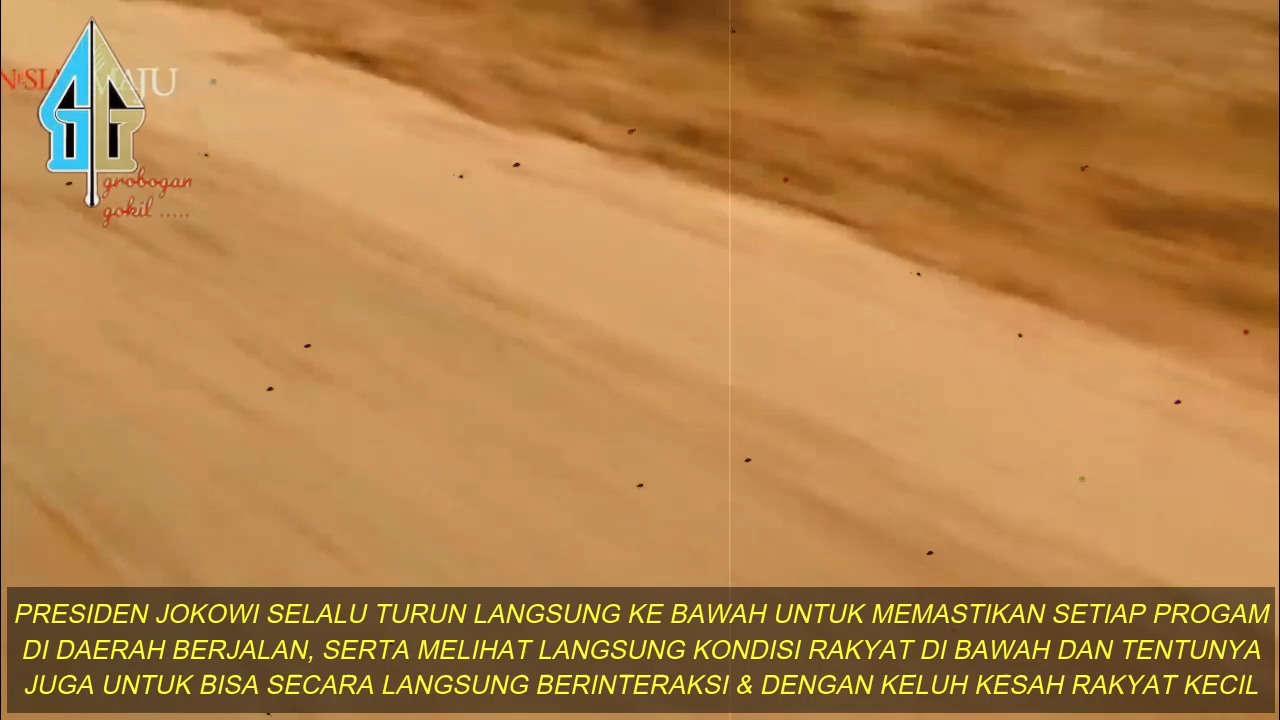 MAJU
grobogan
gokil .....
PRESIDEN JOKOWI SELALU TURUN LANGSUNG KE BAWAH UNTUK MEMASTIKAN SETIAP PROGAM
DI DAERAH BERJALAN, SERTA MELIHAT LANGSUNG KONDISI RAKYAT DI BAWAH DAN TENTUNYA
JUGA UNTUK BISA SECARA LANGSUNG BERINTERAKSI & DENGAN KELUH KESAH RAKYAT KECIL